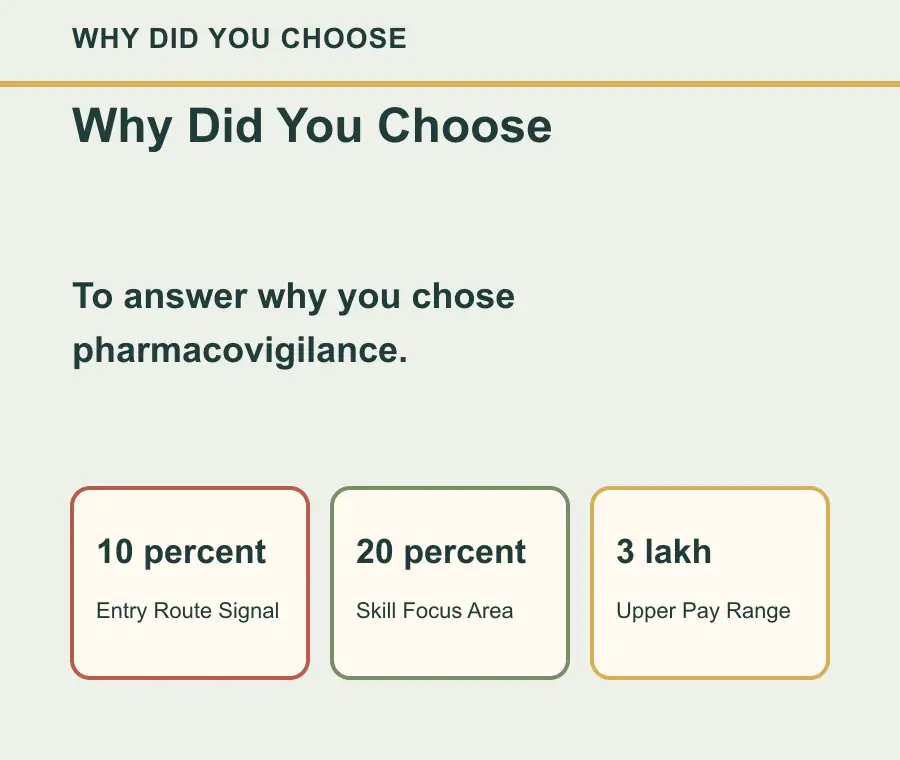 WHY DID YOU CHOOSE
Why Did You Choose
To answer why you chose
pharmacovigilance.
10 percent
Entry Route Signal
20 percent
Skill Focus Area
3 lakh
Upper Pay Range